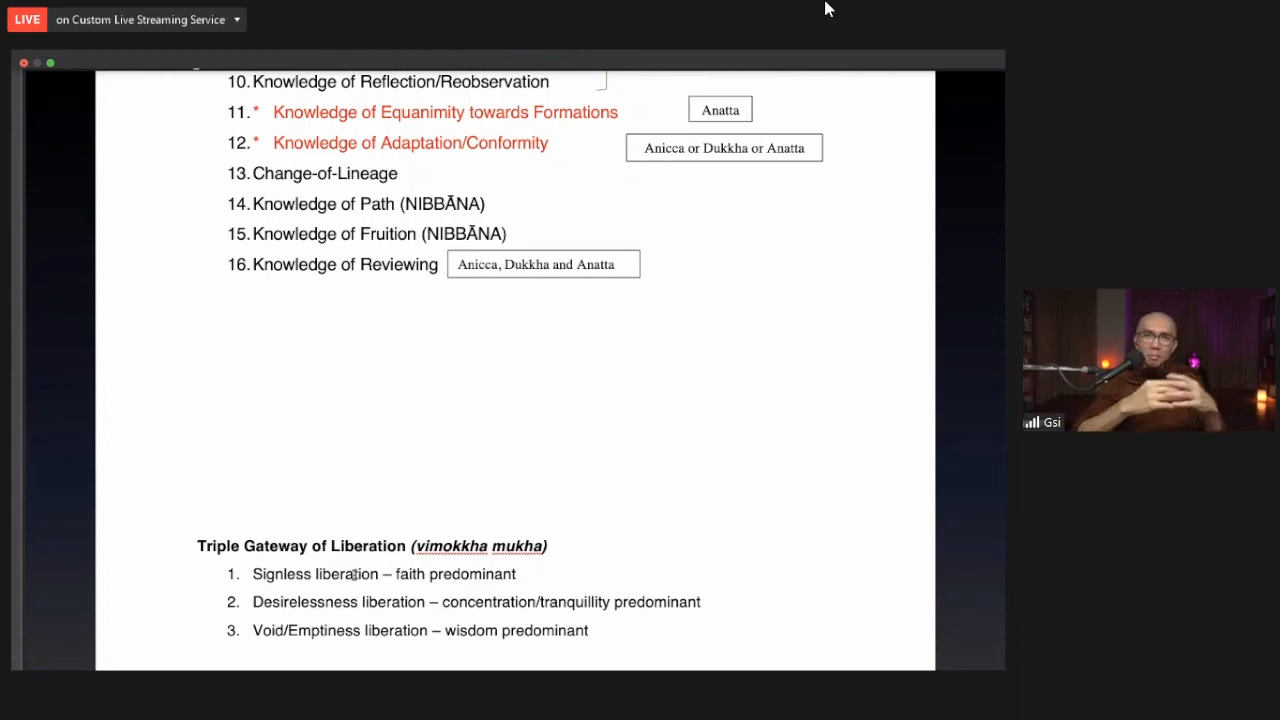 LIVE on Custom Live Streaming Service
10. Knowledge of Reflection/Reobservation
11. * Knowledge of Equanimity towards Formations
Anatta
12. * Knowledge of Adaptation/Conformity
Anicca or Dukkha or Anatta
13. Change-of-Lineage
14. Knowledge of Path (NIBBĀNA)
15. Knowledge of Fruition (NIBBĀNA)
16. Knowledge of Reviewing
Anicca, Dukkha and Anatta
Triple Gateway of Liberation (vimokkha mukha)
1. Signless liberation – faith predominant
2. Desirelessness liberation – concentration/tranquillity predominant
3. Void/Emptiness liberation – wisdom predominant
Gsi